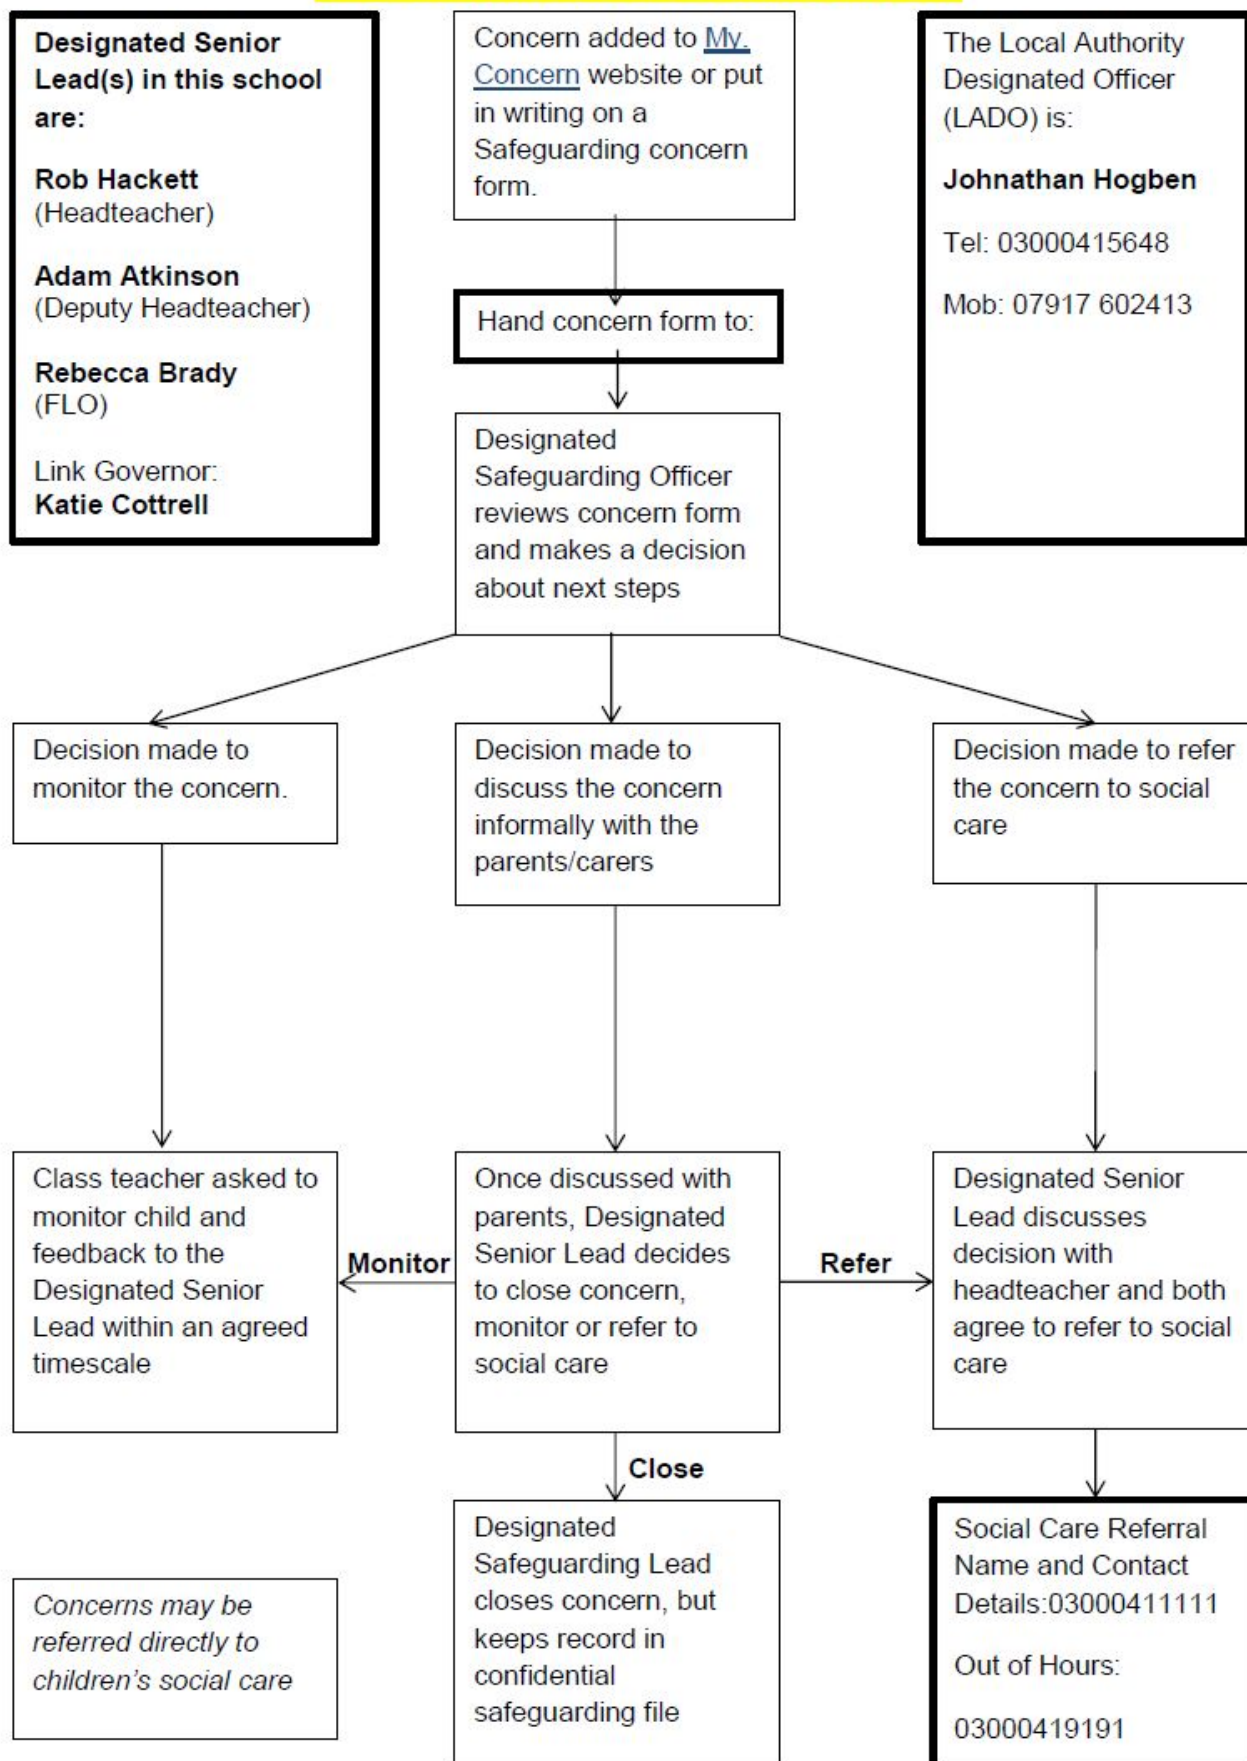 Designated Senior
Lead(s) in this school
are:
Rob Hackett
(Headteacher)
Adam Atkinson
(Deputy Headteacher)
Rebecca Brady
(FLO)
Link Governor:
Katie Cottrell
Concern added to My.
Concern website or put
in writing on a
Safeguarding concern
form.
The Local Authority
Designated Officer
(LADO) is:
Johnathan Hogben
Tel: 03000415648
Mob: 07917 602413
Hand concern form to:
Designated
Safeguarding Officer
reviews concern form
and makes a decision
about next steps
Decision made to
monitor the concern.
Decision made to
discuss the concern
informally with the
parents/carers
Decision made to refer
the concern to social
care
Class teacher asked to
monitor child and
feedback to the
Designated Senior
Lead within an agreed
timescale
Monitor
Once discussed with
parents, Designated
Senior Lead decides
to close concern,
monitor or refer to
social care
Refer
Designated Senior
Lead discusses
decision with
headteacher and both
agree to refer to social
care
Close
Concerns may be
referred directly to
children's social care
Designated
Safeguarding Lead
closes concern, but
keeps record in
confidential
safeguarding file
Social Care Referral
Name and Contact
Details:03000411111
Out of Hours:
03000419191